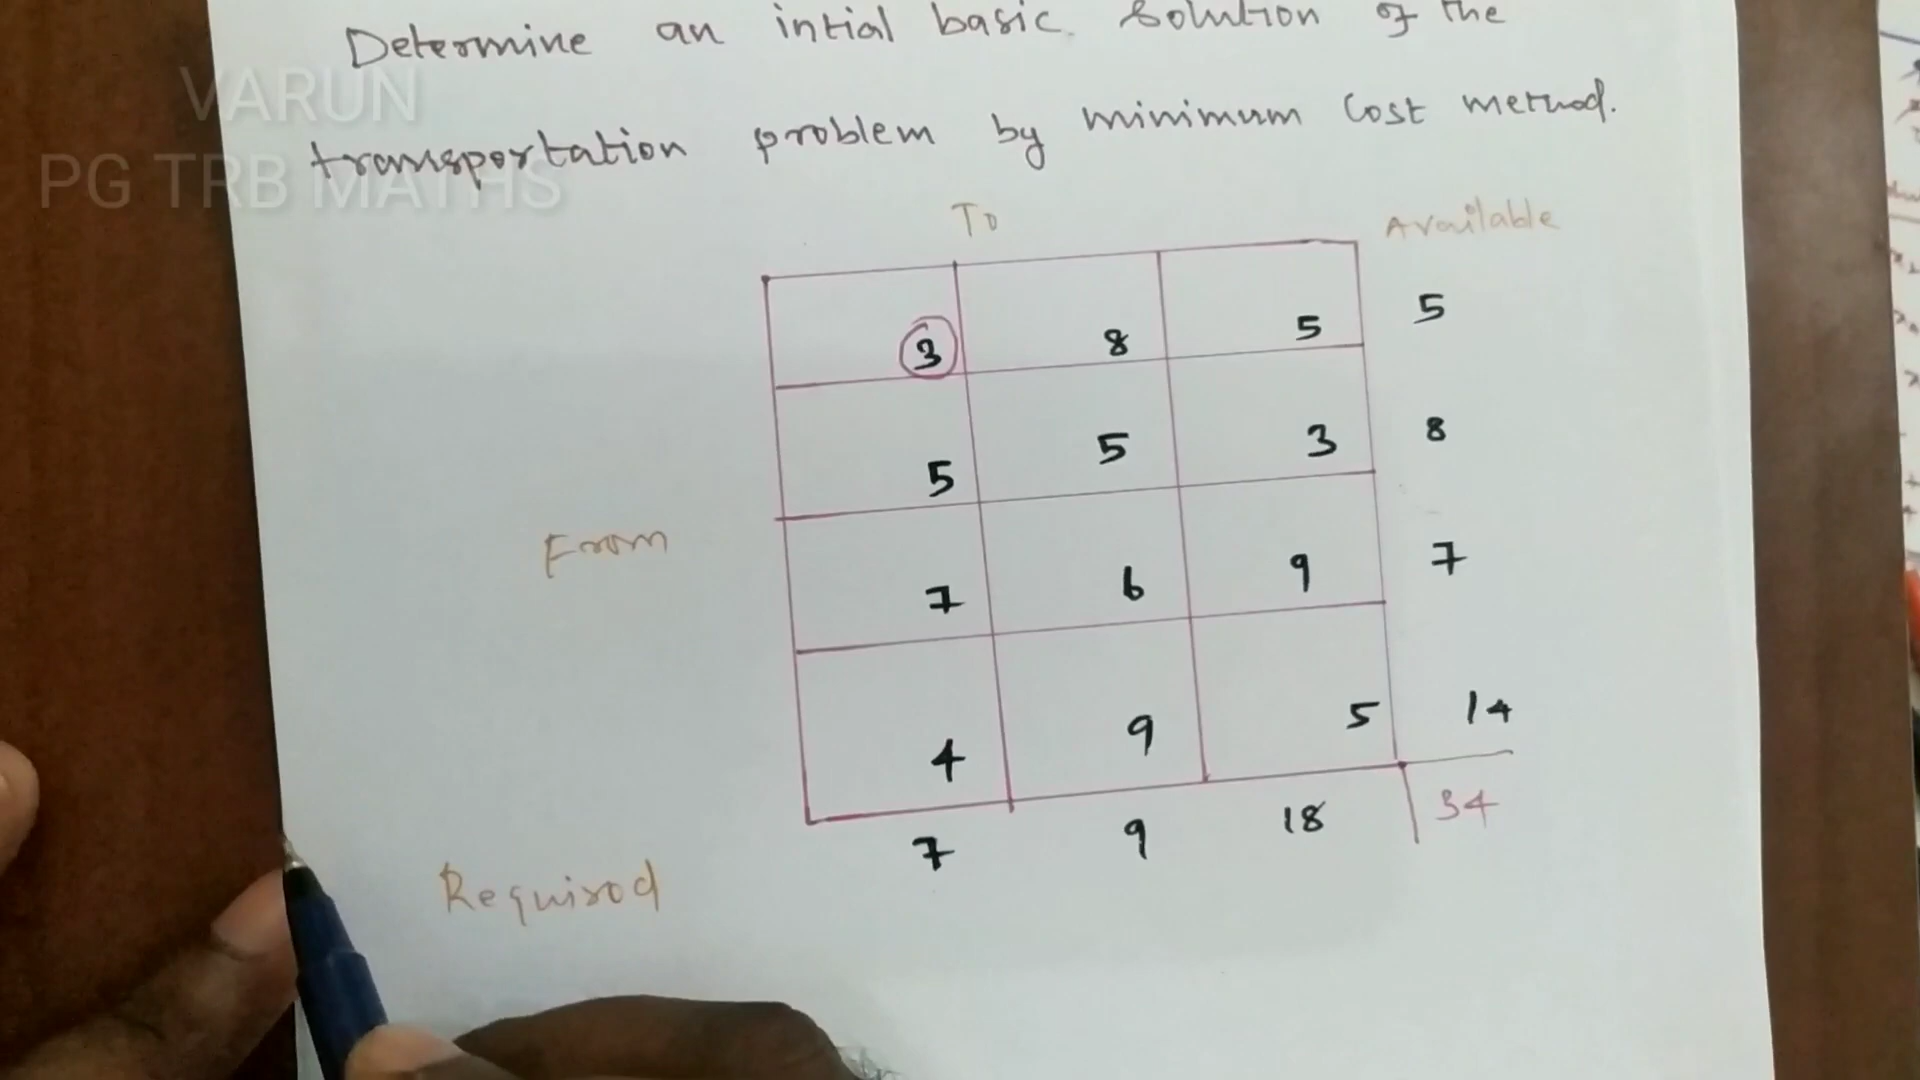 Determine an intial basic solution of the
transportation problem by minimum cost method.
VARUN
PG TRB MATHS
To Available
3 8 5 5
5 5 3 8
From
7 6 9 7
4 9 5 14
7 9 18 34
Required